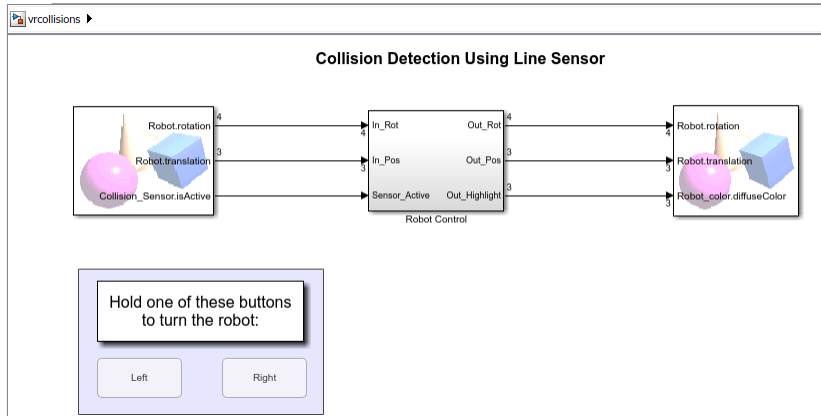 vrcollisions
Collision Detection Using Line Sensor
Robot.rotation
4
4
In_Rot
Out_Rot
4
4
Robot.rotation
Robot.translation
3
3
In_Pos
Out_Pos
3
3
Robot.translation
Collision_Sensor.isActive
Sensor_Active
Out_Highlight
3
3
Robot_color.diffuseColor
Robot Control
Hold one of these buttons
to turn the robot:
Left
Right